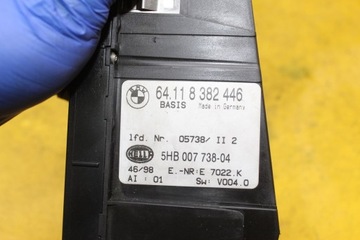 64.11 8 382 446
BASIS Made in Germany
lfd. Nr. 05738/ II 2
HELLA 5HB 007 738-04
46/98 E.-NR:E 7022.K
AI : 01 SW: V004.0